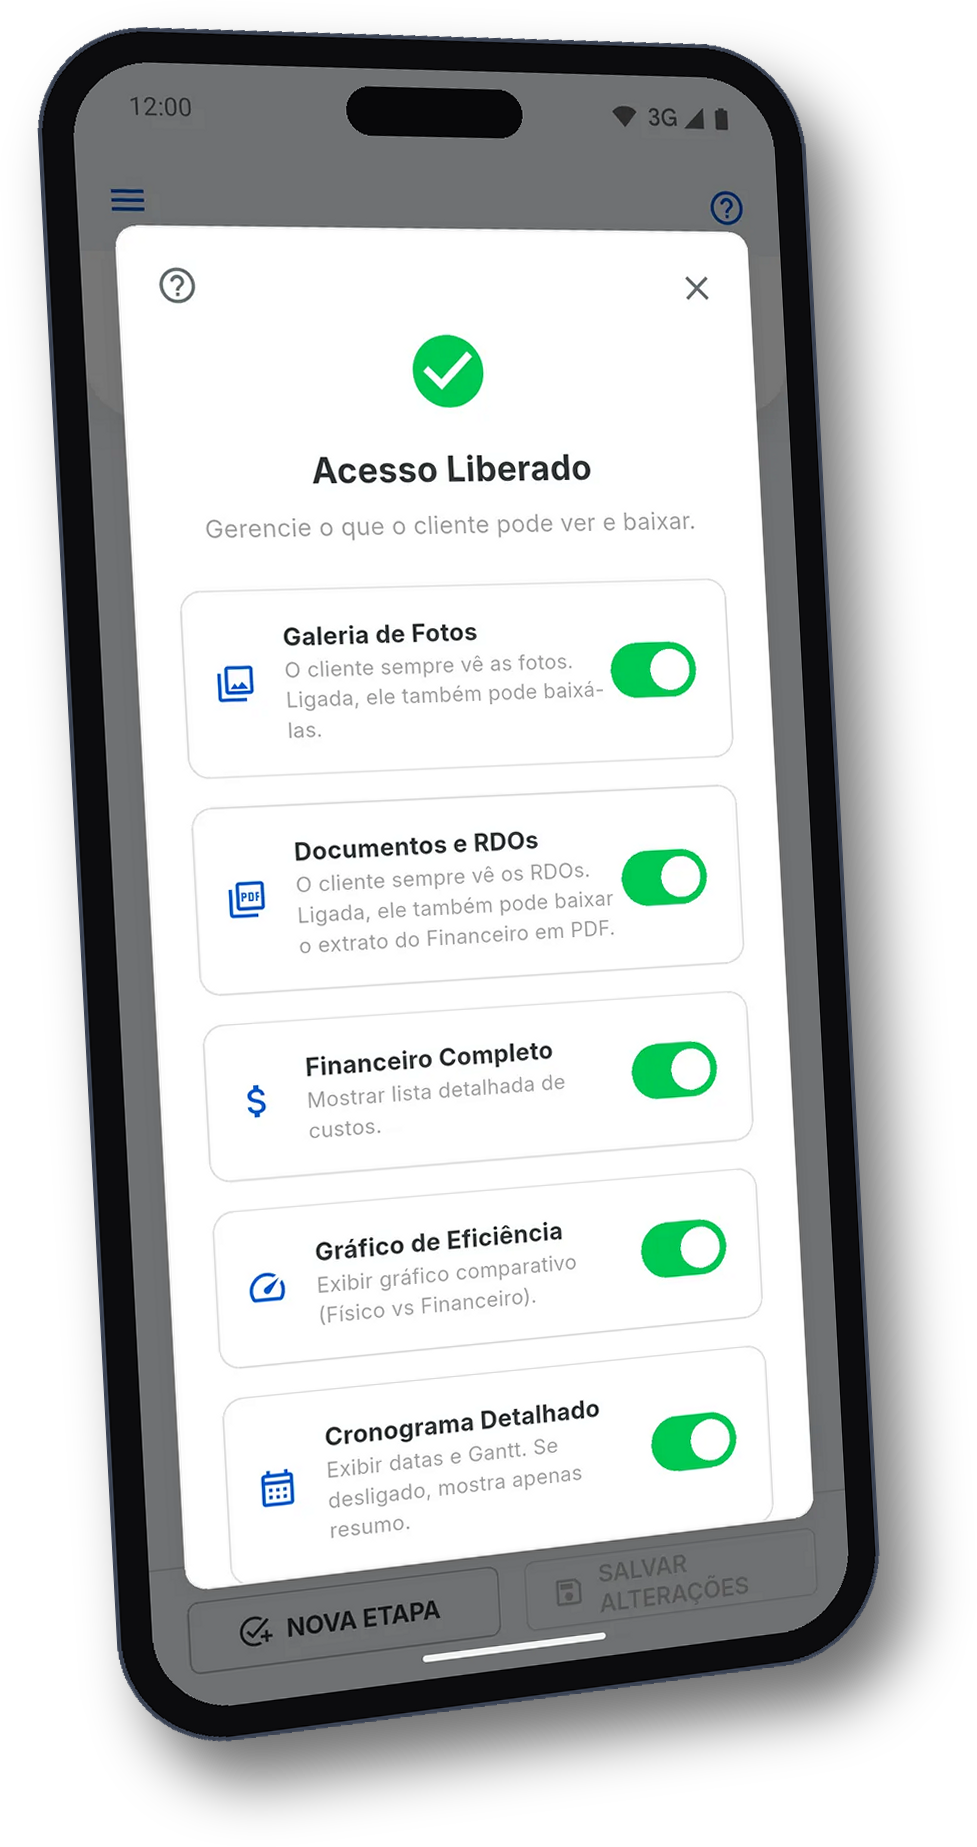 12:00
3G
Acesso Liberado
Gerencie o que o cliente pode ver e baixar.
Galeria de Fotos
O cliente sempre vê as fotos.
Ligada, ele também pode baixá-
las.
Documentos e RDOs
PDF
O cliente sempre vê os RDOs.
Ligada, ele também pode baixar
o extrato do Financeiro em PDF.
Financeiro Completo
Mostrar lista detalhada de
custos.
Gráfico de Eficiência
Exibir gráfico comparativo
(Físico vs Financeiro).
Cronograma Detalhado
Exibir datas e Gantt. Se
desligado, mostra apenas
resumo.
NOVA ETAPA
SALVAR
ALTERAÇÕES